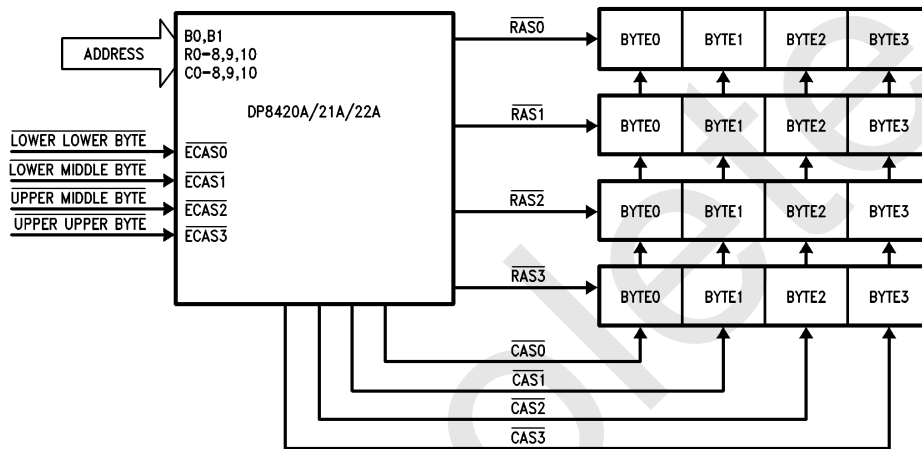 ADDRESS
B0,B1
R0-8,9,10
C0-8,9,10
DP8420A/21A/22A
LOWER LOWER BYTE
LOWER MIDDLE BYTE
UPPER MIDDLE BYTE
UPPER UPPER BYTE
ECAS0
ECAS1
ECAS2
ECAS3
RAS0
BYTE0 BYTE1 BYTE2 BYTE3
RAS1
BYTE0 BYTE1 BYTE2 BYTE3
RAS2
BYTE0 BYTE1 BYTE2 BYTE3
RAS3
BYTE0 BYTE1 BYTE2 BYTE3
CAS0
CAS1
CAS2
CAS3
olete